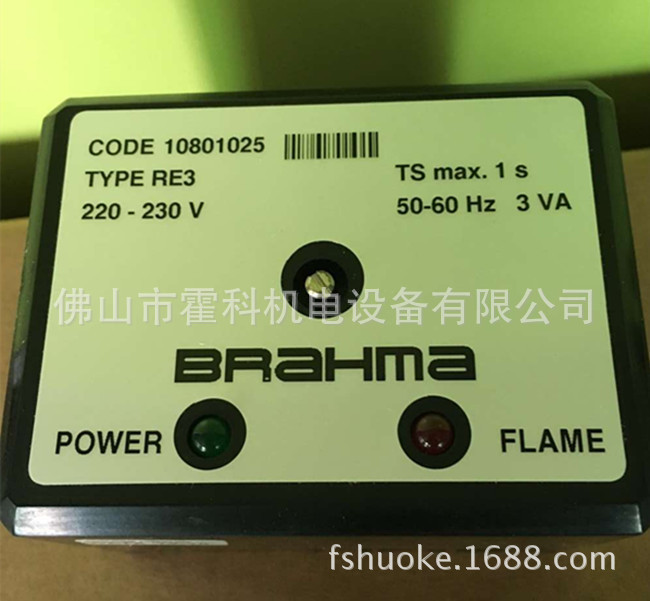 CODE 10801025
TYPE RE3
TS max. 1 s
220 - 230 V
50-60 Hz 3 VA
佛山市霍科机电设备有限公司
BRAHMA
POWER
FLAME
fshuoke.1688.com